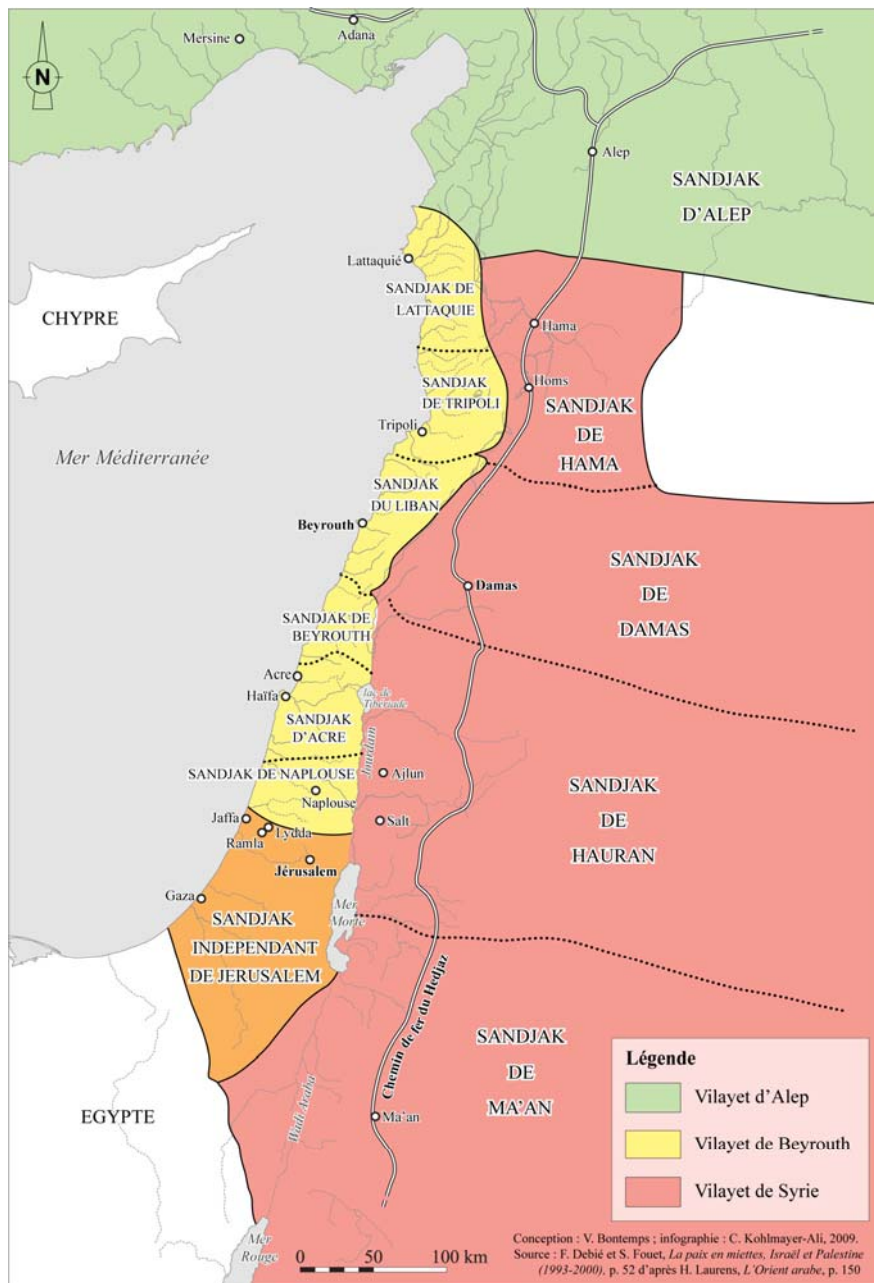 Mersine
Adana
N
Alep
SANDJAK
D'ALEP
Lattaquié
SANDJAK DE
LATTAQUIE
CHYPRE
Hama
SANDJAK
DE TRIPOLI
Homs
SANDJAK
DE
HAMA
Tripoli
Mer Méditerranée
SANDJAK
DU LIBAN
Beyrouth
SANDJAK
DE
DAMAS
Damas
SANDJAK DE
BEYROUTH
Acre
Haïfa
lac de
Tibériade
SANDJAK
D'ACRE
Jourdain
Ajlun
SANDJAK DE NAPLOUSE
Naplouse
SANDJAK
DE
HAURAN
Jaffa
Lydda
Ramla
Salt
Jérusalem
Gaza
Mer
Morte
SANDJAK
INDEPENDANT
DE JERUSALEM
Chemin de fer du Hedjaz
SANDJAK
DE
MA'AN
EGYPTE
Wadi Araba
Ma'an
Mer
Rouge
Légende
Vilayet d'Alep
Vilayet de Beyrouth
Vilayet de Syrie
0 50 100 km
Conception : V. Bontemps ; infographie : C. Kohlmayer-Ali, 2009.
Source : F. Debié et S. Fouet, La paix en miettes, Israël et Palestine
(1993-2000), p. 52 d'après H. Laurens, L'Orient arabe, p. 150